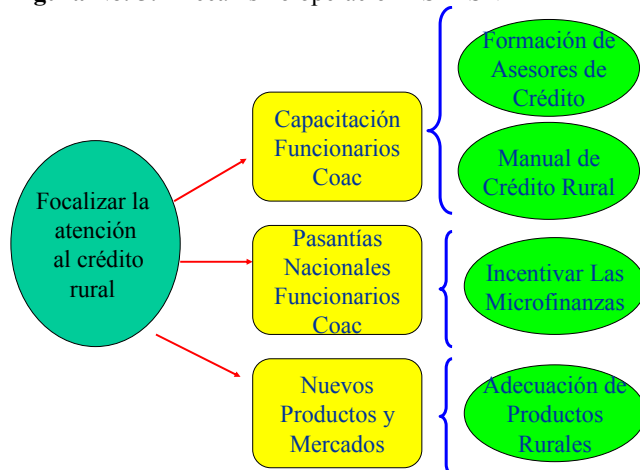 Focalizar la
atención
al crédito
rural
Capacitación
Funcionarios
Coac
Formación de
Asesores de
Crédito
Manual de
Crédito Rural
Pasantías
Nacionales
Funcionarios
Coac
Incentivar Las
Microfinanzas
Nuevos
Productos y
Mercados
Adecuación de
Productos
Rurales